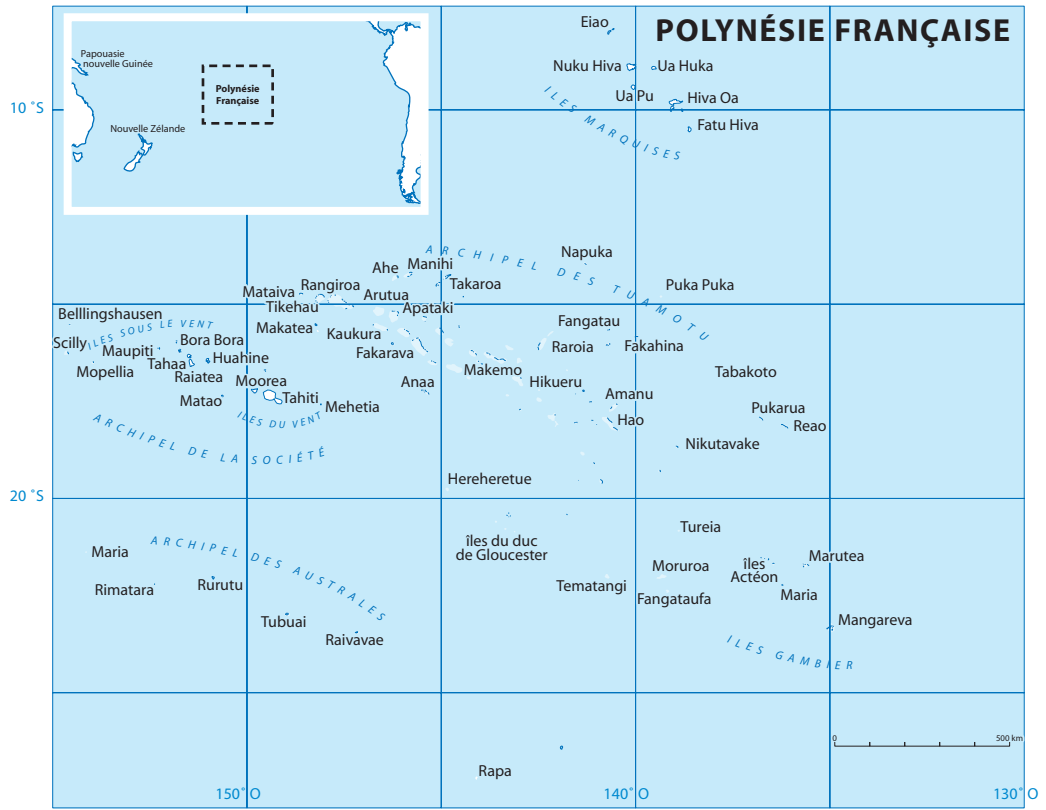 POLYNÉSIE FRANÇAISE
Papouasie
nouvelle Guinée
Polynésie
Française
Nouvelle Zélande
Eiao
Nuku Hiva
Ua Huka
Ua Pu
Hiva Oa
Fatu Hiva
ILES MARQUISES
10˚S
ARCHIPEL DES TUAMOTU
Napuka
Ahe
Manihi
Takaroa
Puka Puka
Mataiva
Rangiroa
Tikehau
Arutua
Apataki
Belllingshausen
ILES SOUS LE VENT
Makatea
Kaukura
Fangatau
Scilly
Maupiti
Bora Bora
Fakarava
Raroia
Fakahina
Mopellia
Tahaa
Huahine
Raiatea
Moorea
Anaa
Makemo
Hikueru
Tabakoto
Matao
Tahiti
Mehetia
Amanu
Hao
Pukarua
Reao
ILES DU VENT
ARCHIPEL DE LA SOCIÉTÉ
Nikutavake
Hereheretue
20˚S
îles du duc
de Gloucester
Tureia
ARCHIPEL DES AUSTRALES
Maria
Rimatara
Rurutu
Tubuai
Raivavae
Tematangi
Moruroa
Fangataufa
îles
Actéon
Marutea
Maria
Mangareva
ILES GAMBIER
0
500 km
Rapa
150˚O
140˚O
130˚O